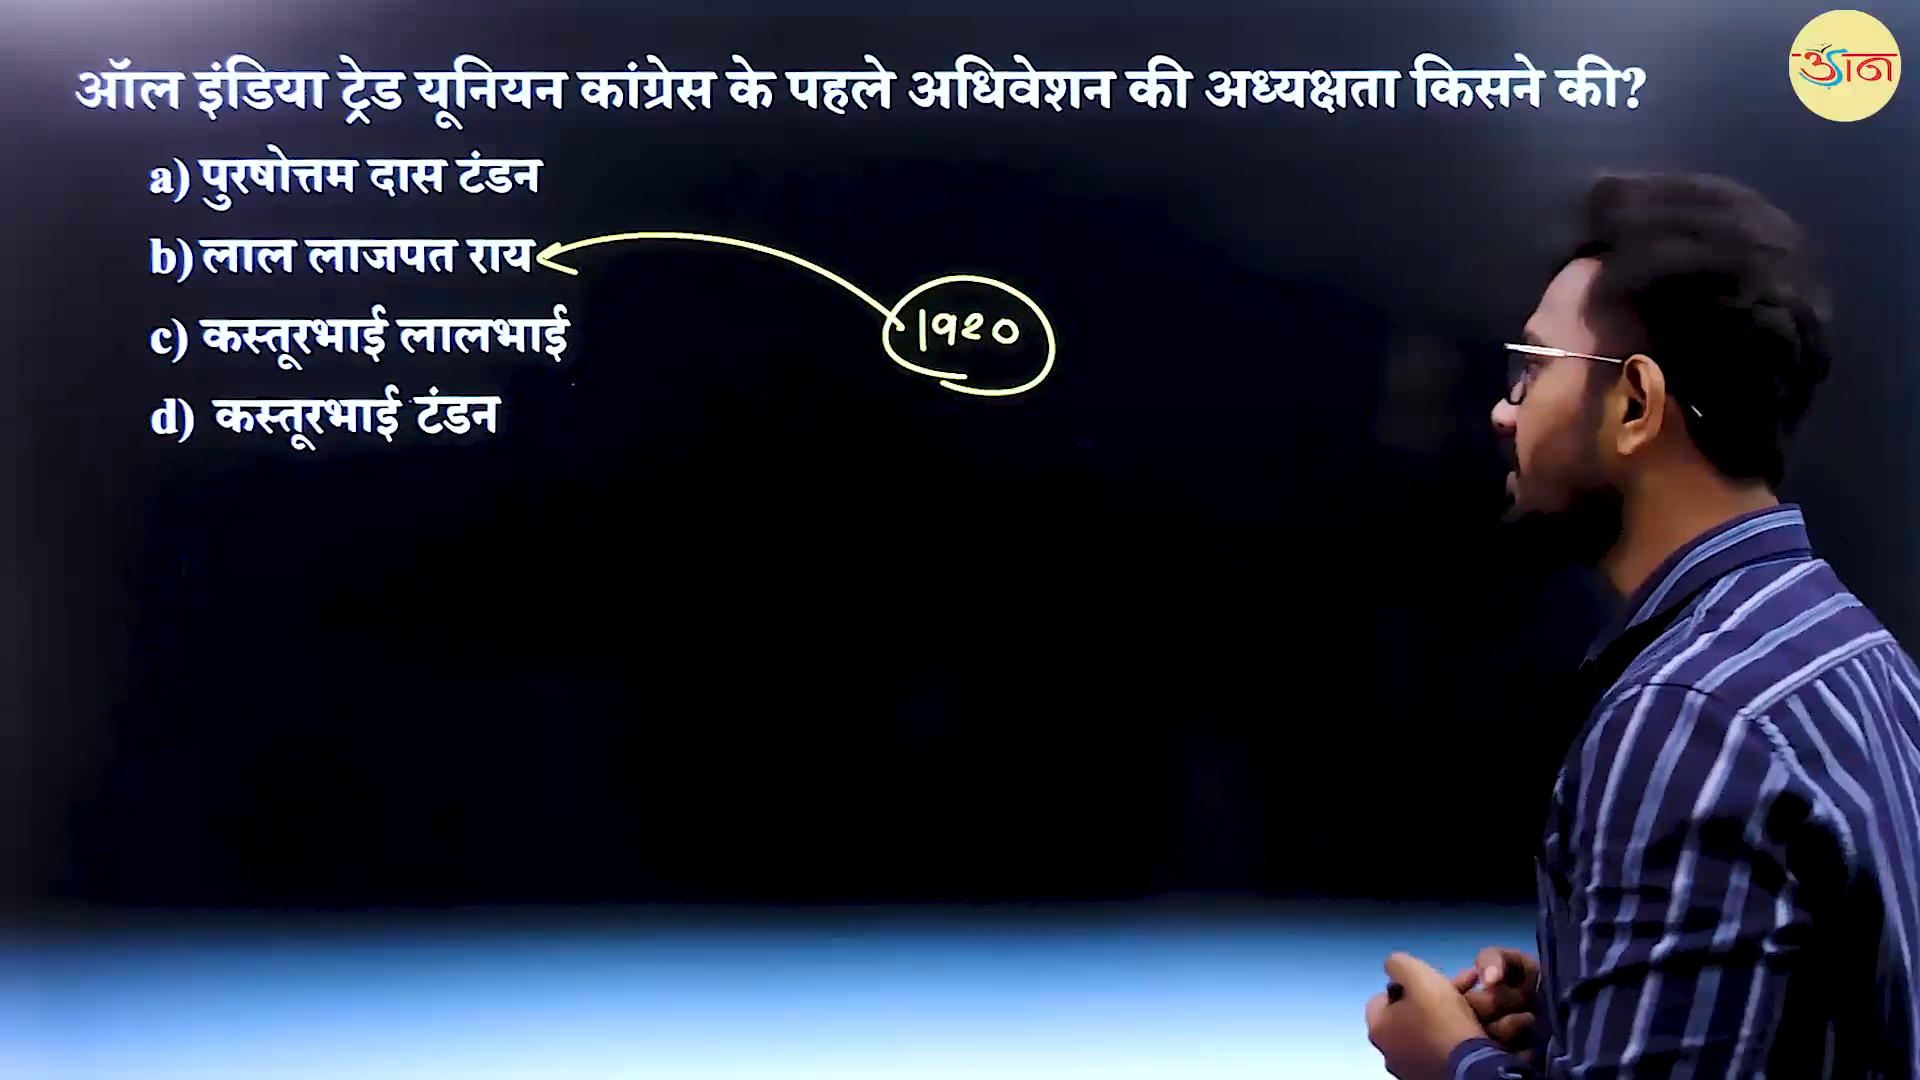 ऑल इंडिया ट्रेड यूनियन कांग्रेस के पहले अधिवेशन की अध्यक्षता किसने की?
a) पुरषोत्तम दास टंडन
b) लाल लाजपत राय
c) कस्तूरभाई लालभाई
d) कस्तूरभाई टंडन
1920
उड़ान